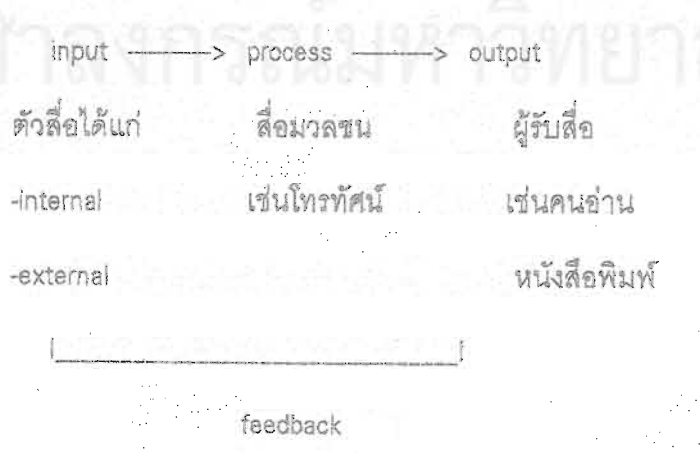 input ———> process ———> output
ตัวสื่อได้แก่ สื่อมวลชน ผู้รับสื่อ
-internal เช่นโทรทัศน์ เช่นคนอ่าน
-external หนังสือพิมพ์
feedback